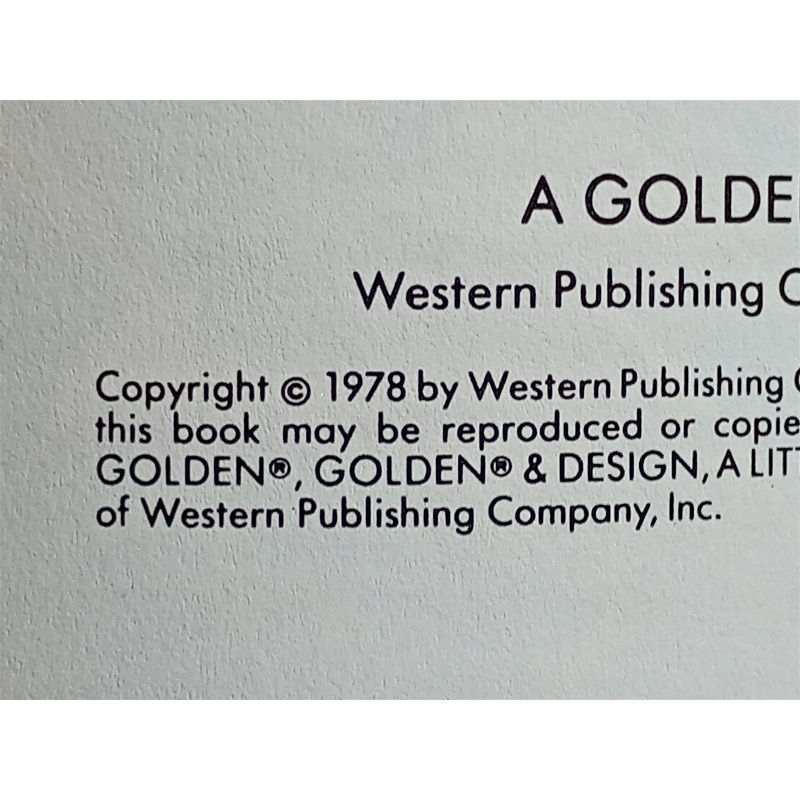 A GOLDE
Western Publishing C
Copyright © 1978 by Western Publishing C
this book may be reproduced or copie
GOLDEN®, GOLDEN® & DESIGN, A LIT
of Western Publishing Company, Inc.